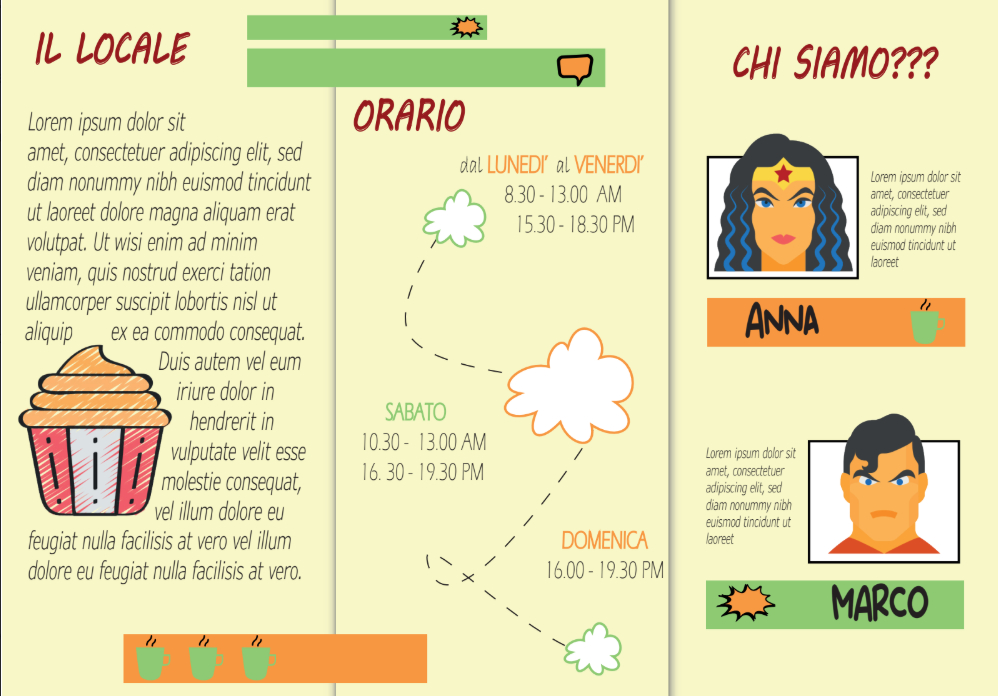 IL LOCALE
Lorem ipsum dolor sit
amet, consectetuer adipiscing elit, sed
diam nonummy nibh euismod tincidunt
ut laoreet dolore magna aliquam erat
volutpat. Ut wisi enim ad minim
veniam, quis nostrud exerci tation
ullamcorper suscipit lobortis nisl ut
aliquip ex ea commodo consequat.
Duis autem vel eum
iriure dolor in
hendrerit in
vulputate velit esse
molestie consequat,
vel illum dolore eu
feugiat nulla facilisis at vero vel illum
dolore eu feugiat nulla facilisis at vero.
ORARIO
dal LUNEDI' al VENERDI'
8.30 - 13.00 AM
15.30 - 18.30 PM
SABATO
10.30 - 13.00 AM
16. 30 - 19.30 PM
DOMENICA
16.00 - 19.30 PM
CHI SIAMO???
Lorem ipsum dolor sit
amet, consectetuer
adipiscing elit, sed
diam nonummy nibh
euismod tincidunt ut
laoreet
ANNA
Lorem ipsum dolor sit
amet, consectetuer
adipiscing elit, sed
diam nonummy nibh
euismod tincidunt ut
laoreet
MARCO